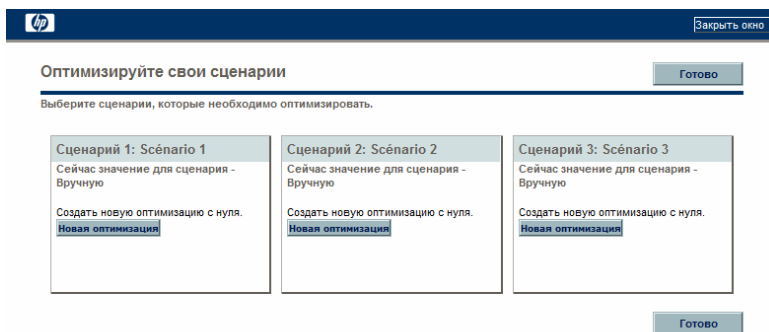 hp
Закрыть окно
Оптимизируйте свои сценарии
Готово
Выберите сценарии, которые необходимо оптимизировать.
Сценарий 1: Scénario 1
Сейчас значение для сценария -
Вручную
Создать новую оптимизацию с нуля.
Новая оптимизация
Сценарий 2: Scénario 2
Сейчас значение для сценария -
Вручную
Создать новую оптимизацию с нуля.
Новая оптимизация
Сценарий 3: Scénario 3
Сейчас значение для сценария -
Вручную
Создать новую оптимизацию с нуля.
Новая оптимизация
Готово